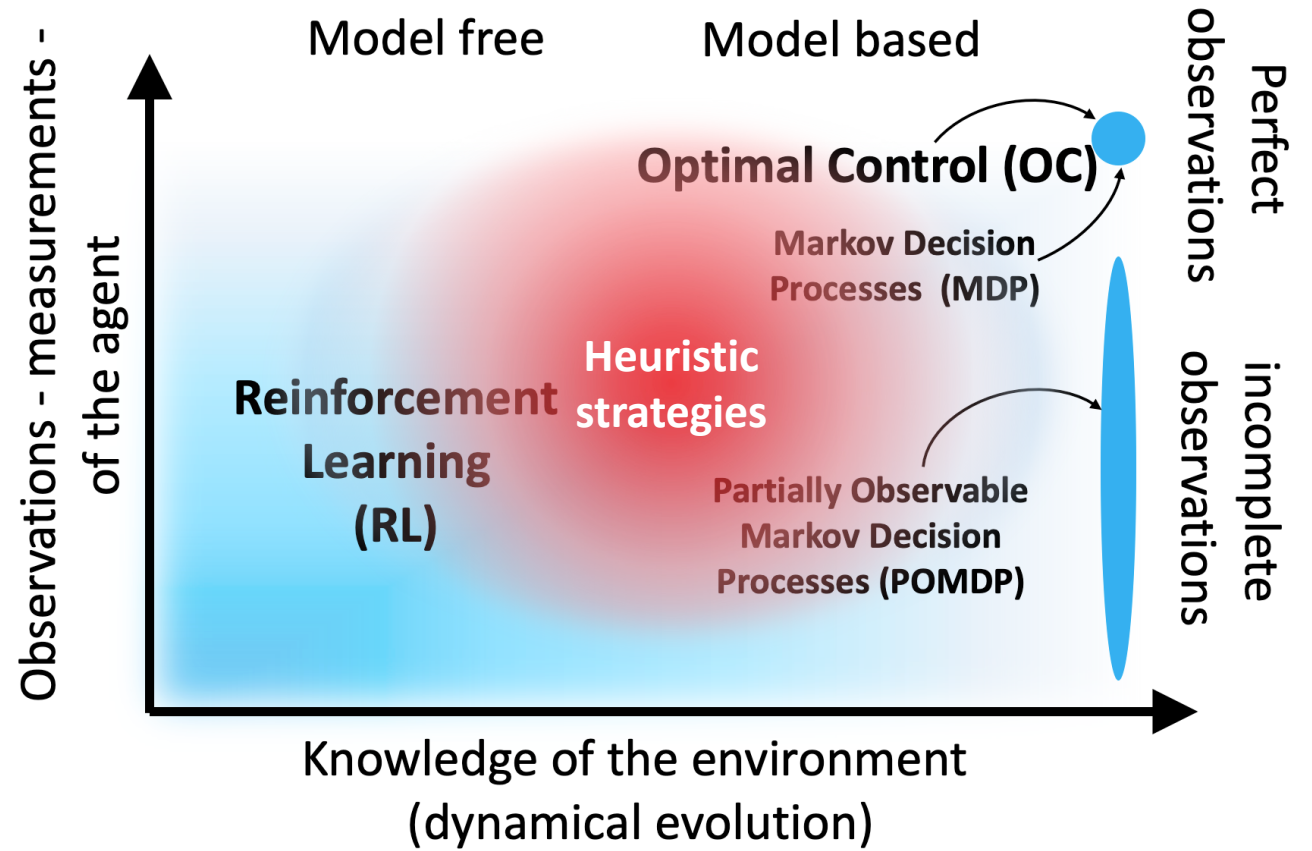 Model free
Model based
Perfect
observations
Observations - measurements -
of the agent
Optimal Control (OC)
Markov Decision
Processes (MDP)
Heuristic
strategies
Reinforcement
Learning
(RL)
incomplete
observations
Partially Observable
Markov Decision
Processes (POMDP)
Knowledge of the environment
(dynamical evolution)